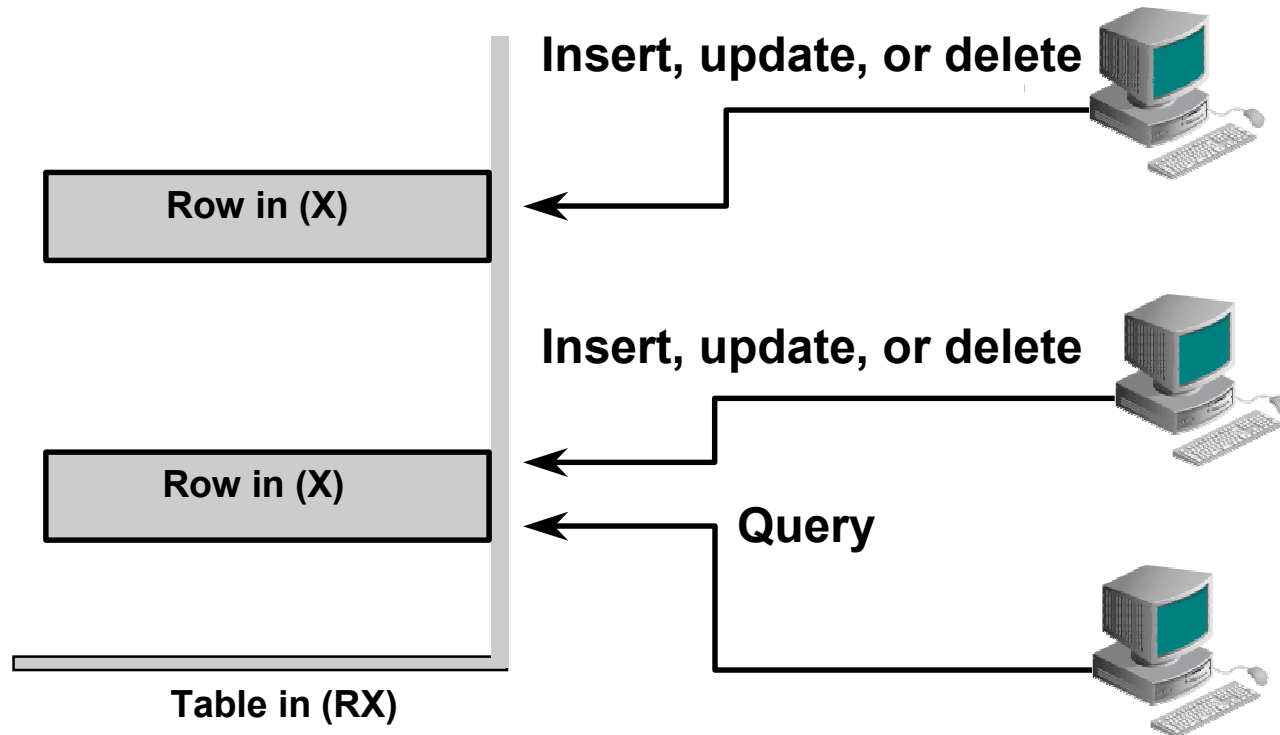 Insert, update, or delete
Row in (X)
Insert, update, or delete
Row in (X)
Query
Table in (RX)